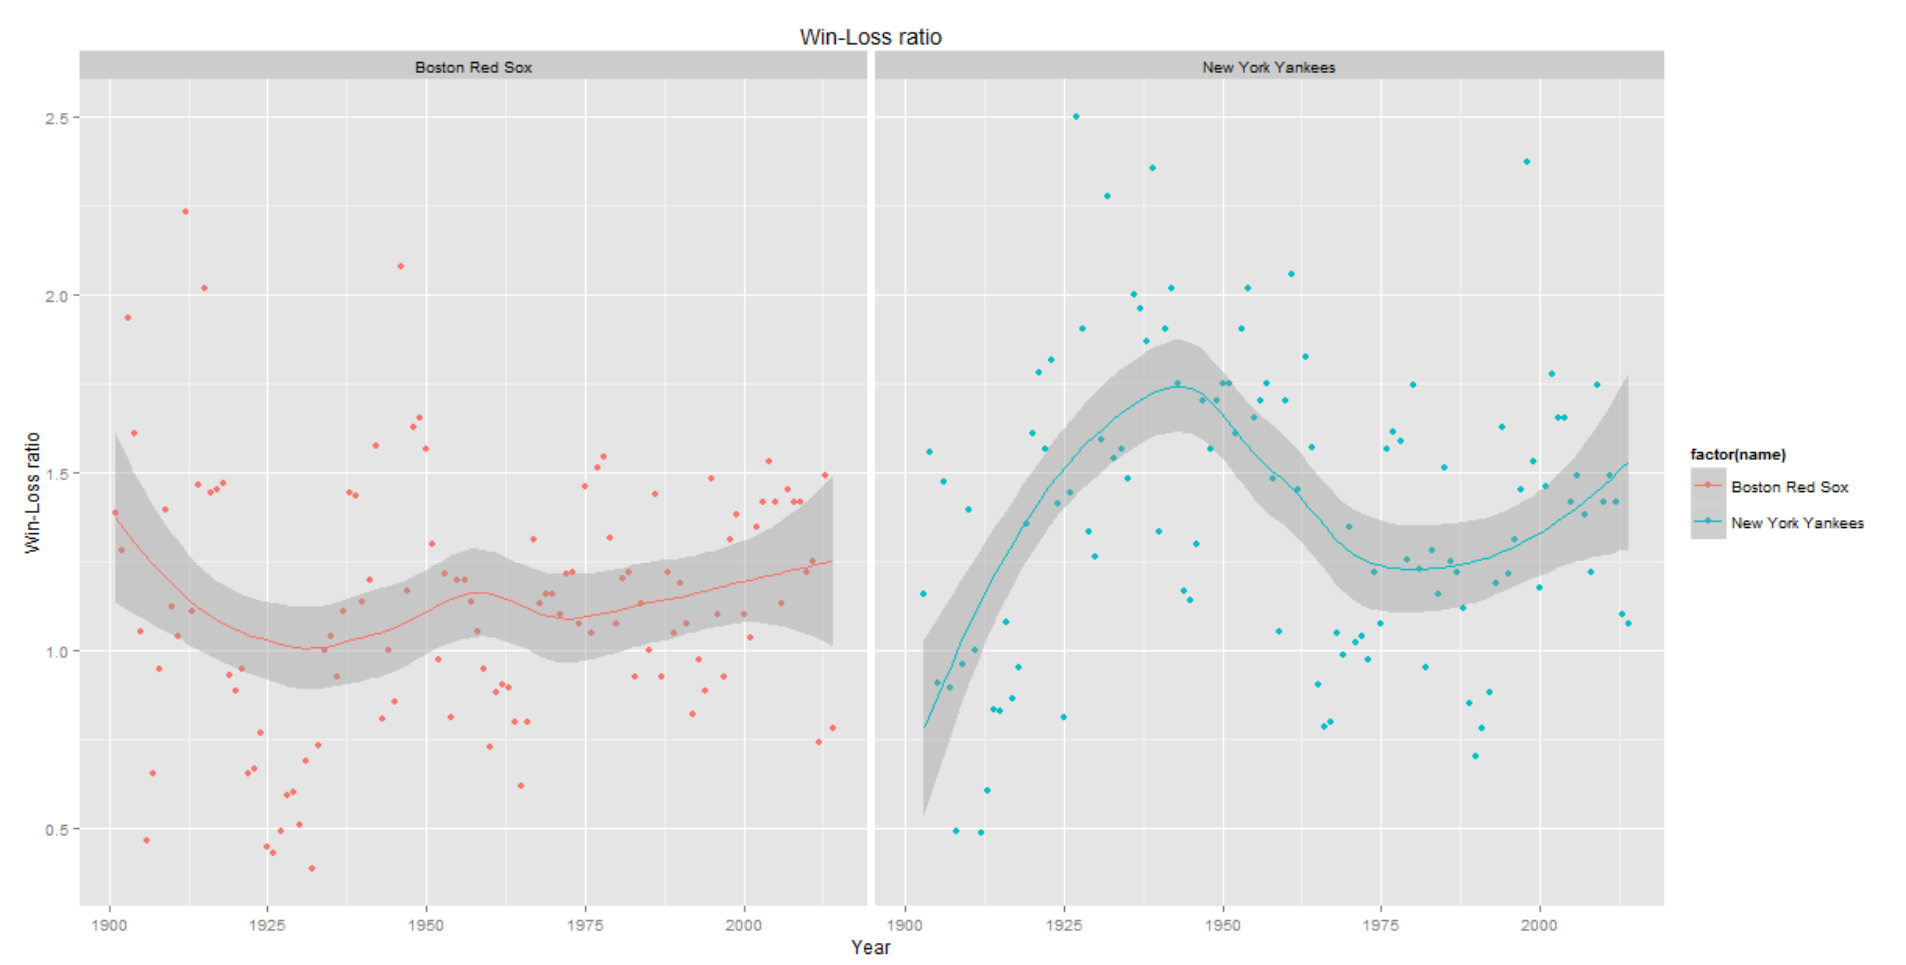 Win-Loss ratio
Boston Red Sox
New York Yankees
2.5
2.0
1.5
1.0
0.5
Win-Loss ratio
1900
1925
1950
1975
2000
1900
1925
1950
1975
2000
Year
factor(name)
Boston Red Sox
New York Yankees